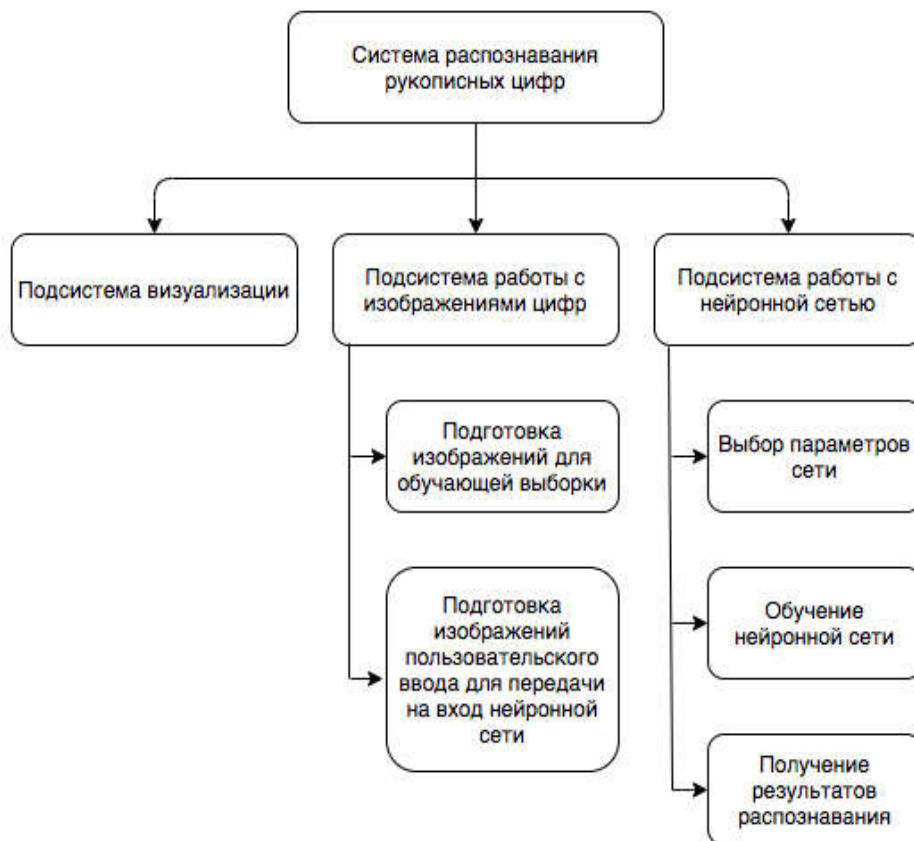 Система распознавания
рукописных цифр
Подсистема визуализации
Подсистема работы с
изображениями цифр
Подсистема работы с
нейронной сетью
Подготовка
изображений для
обучающей выборки
Выбор параметров
сети
Подготовка
изображений
пользовательского
ввода для передачи
на вход нейронной
сети
Обучение
нейронной сети
Получение
результатов
распознавания